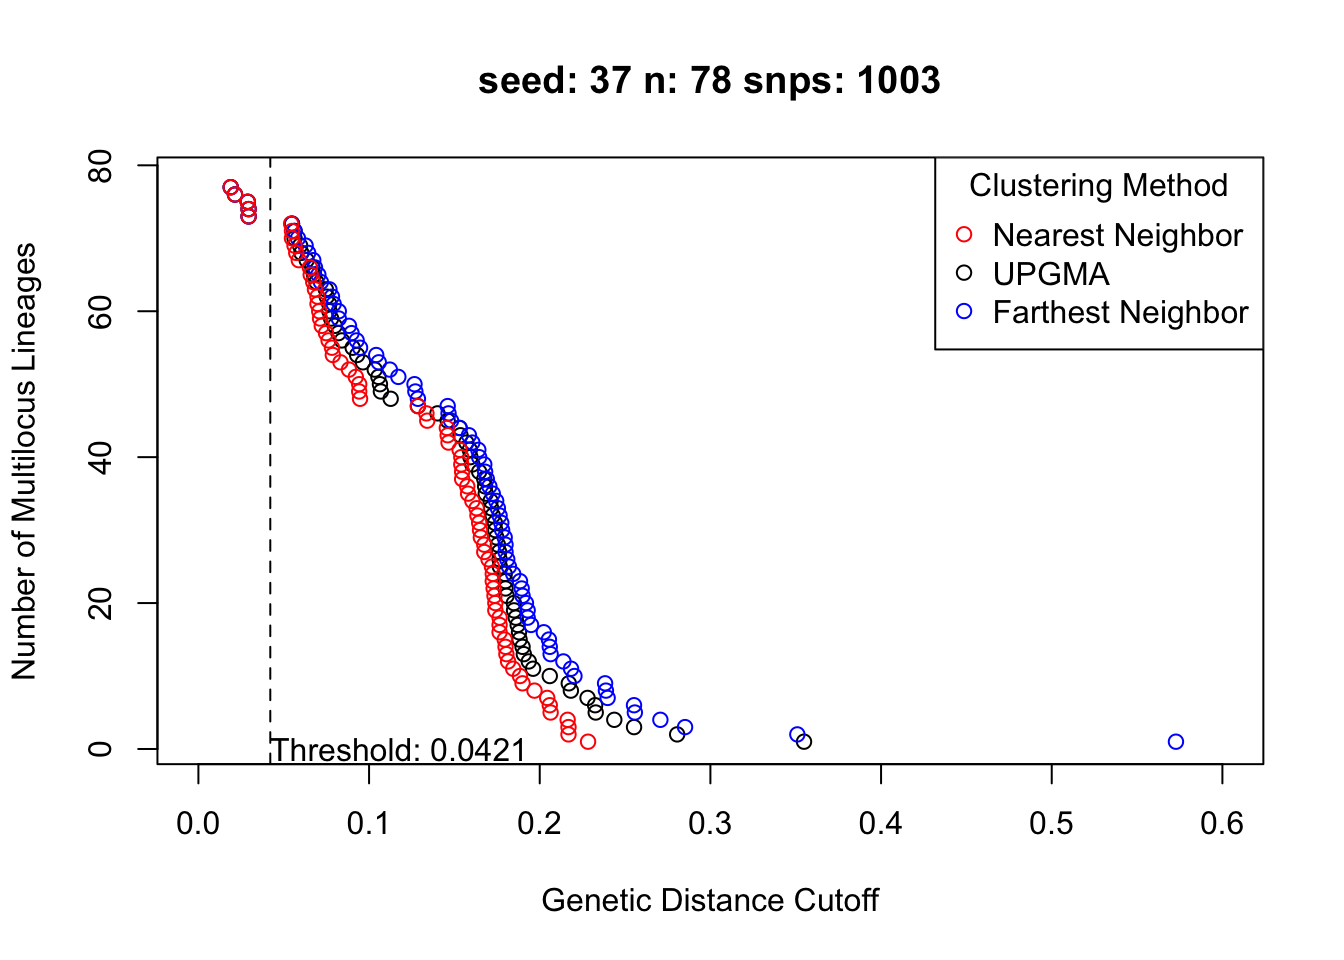 seed: 37 n: 78 snps: 1003
Number of Multilocus Lineages
80
60
40
20
0
Clustering Method
Nearest Neighbor
UPGMA
Farthest Neighbor
Threshold: 0.0421
0.0 0.1 0.2 0.3 0.4 0.5 0.6
Genetic Distance Cutoff